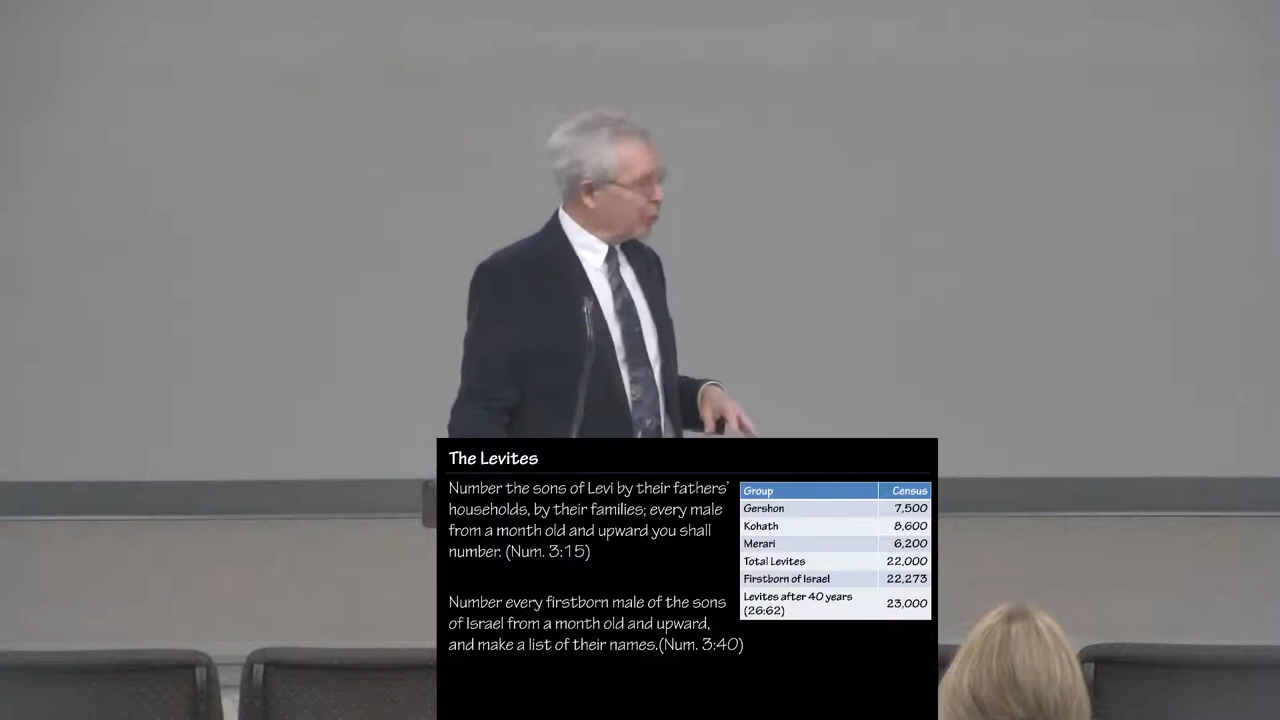 The Levites
Number the sons of Levi by their fathers'
households, by their families; every male
from a month old and upward you shall
number. (Num. 3:15)
Number every firstborn male of the sons
of Israel from a month old and upward,
and make a list of their names.(Num. 3:40)
Group Census
Gershon 7,500
Kohath 8,600
Merari 6,200
Total Levites 22,000
Firstborn of Israel 22,273
Levites after 40 years
(26:62) 23,000